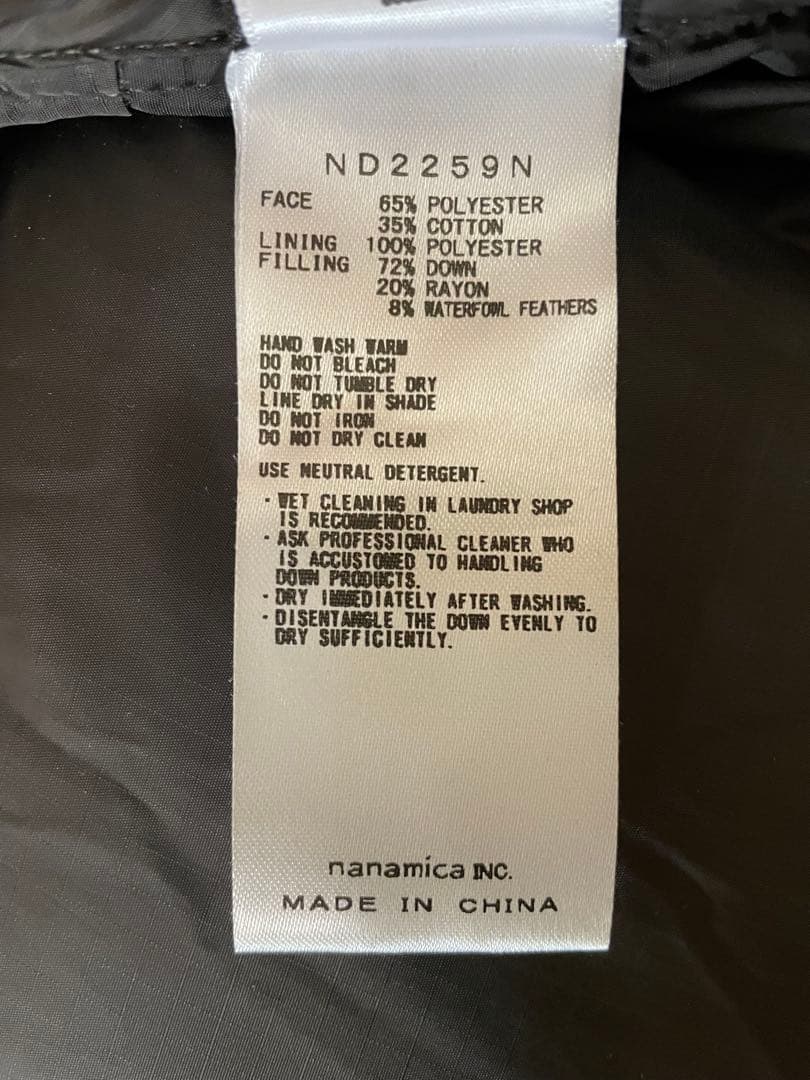 ND2259N
FACE 65% POLYESTER
35% COTTON
LINING 100% POLYESTER
FILLING 72% DOWN
20% RAYON
8% WATERFOWL FEATHERS
HAND WASH WARM
DO NOT BLEACH
DO NOT TUMBLE DRY
LINE DRY IN SHADE
DO NOT IRON
DO NOT DRY CLEAN
USE NEUTRAL DETERGENT.
· WET CLEANING IN LAUNDRY SHOP
IS RECOMMENDED.
· ASK PROFESSIONAL CLEANER WHO
IS ACCUSTOMED TO HANDLING
DOWN PRODUCTS.
· DRY IMMEDIATELY AFTER WASHING.
· DISENTANGLE THE DOWN EVENLY TO
DRY SUFFICIENTLY.
nanamica INC.
MADE IN CHINA